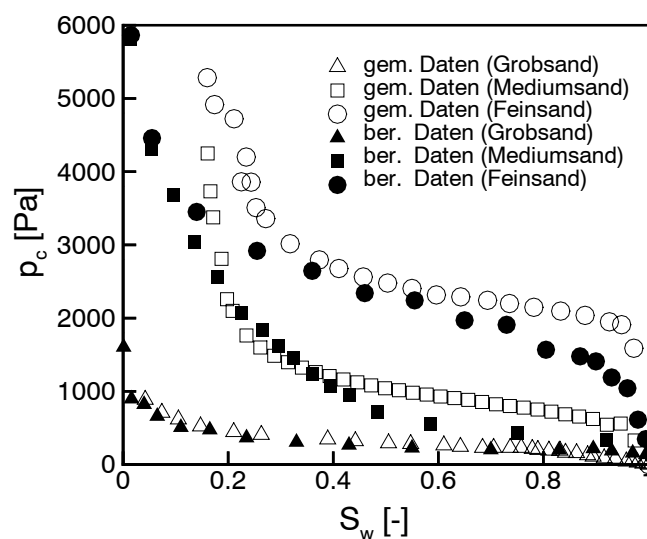 6000
5000
4000
3000
2000
1000
0
p_c [Pa]
gem. Daten (Grobsand)
gem. Daten (Mediumsand)
gem. Daten (Feinsand)
ber. Daten (Grobsand)
ber. Daten (Mediumsand)
ber. Daten (Feinsand)
0 0.2 0.4 0.6 0.8
S_w [-]